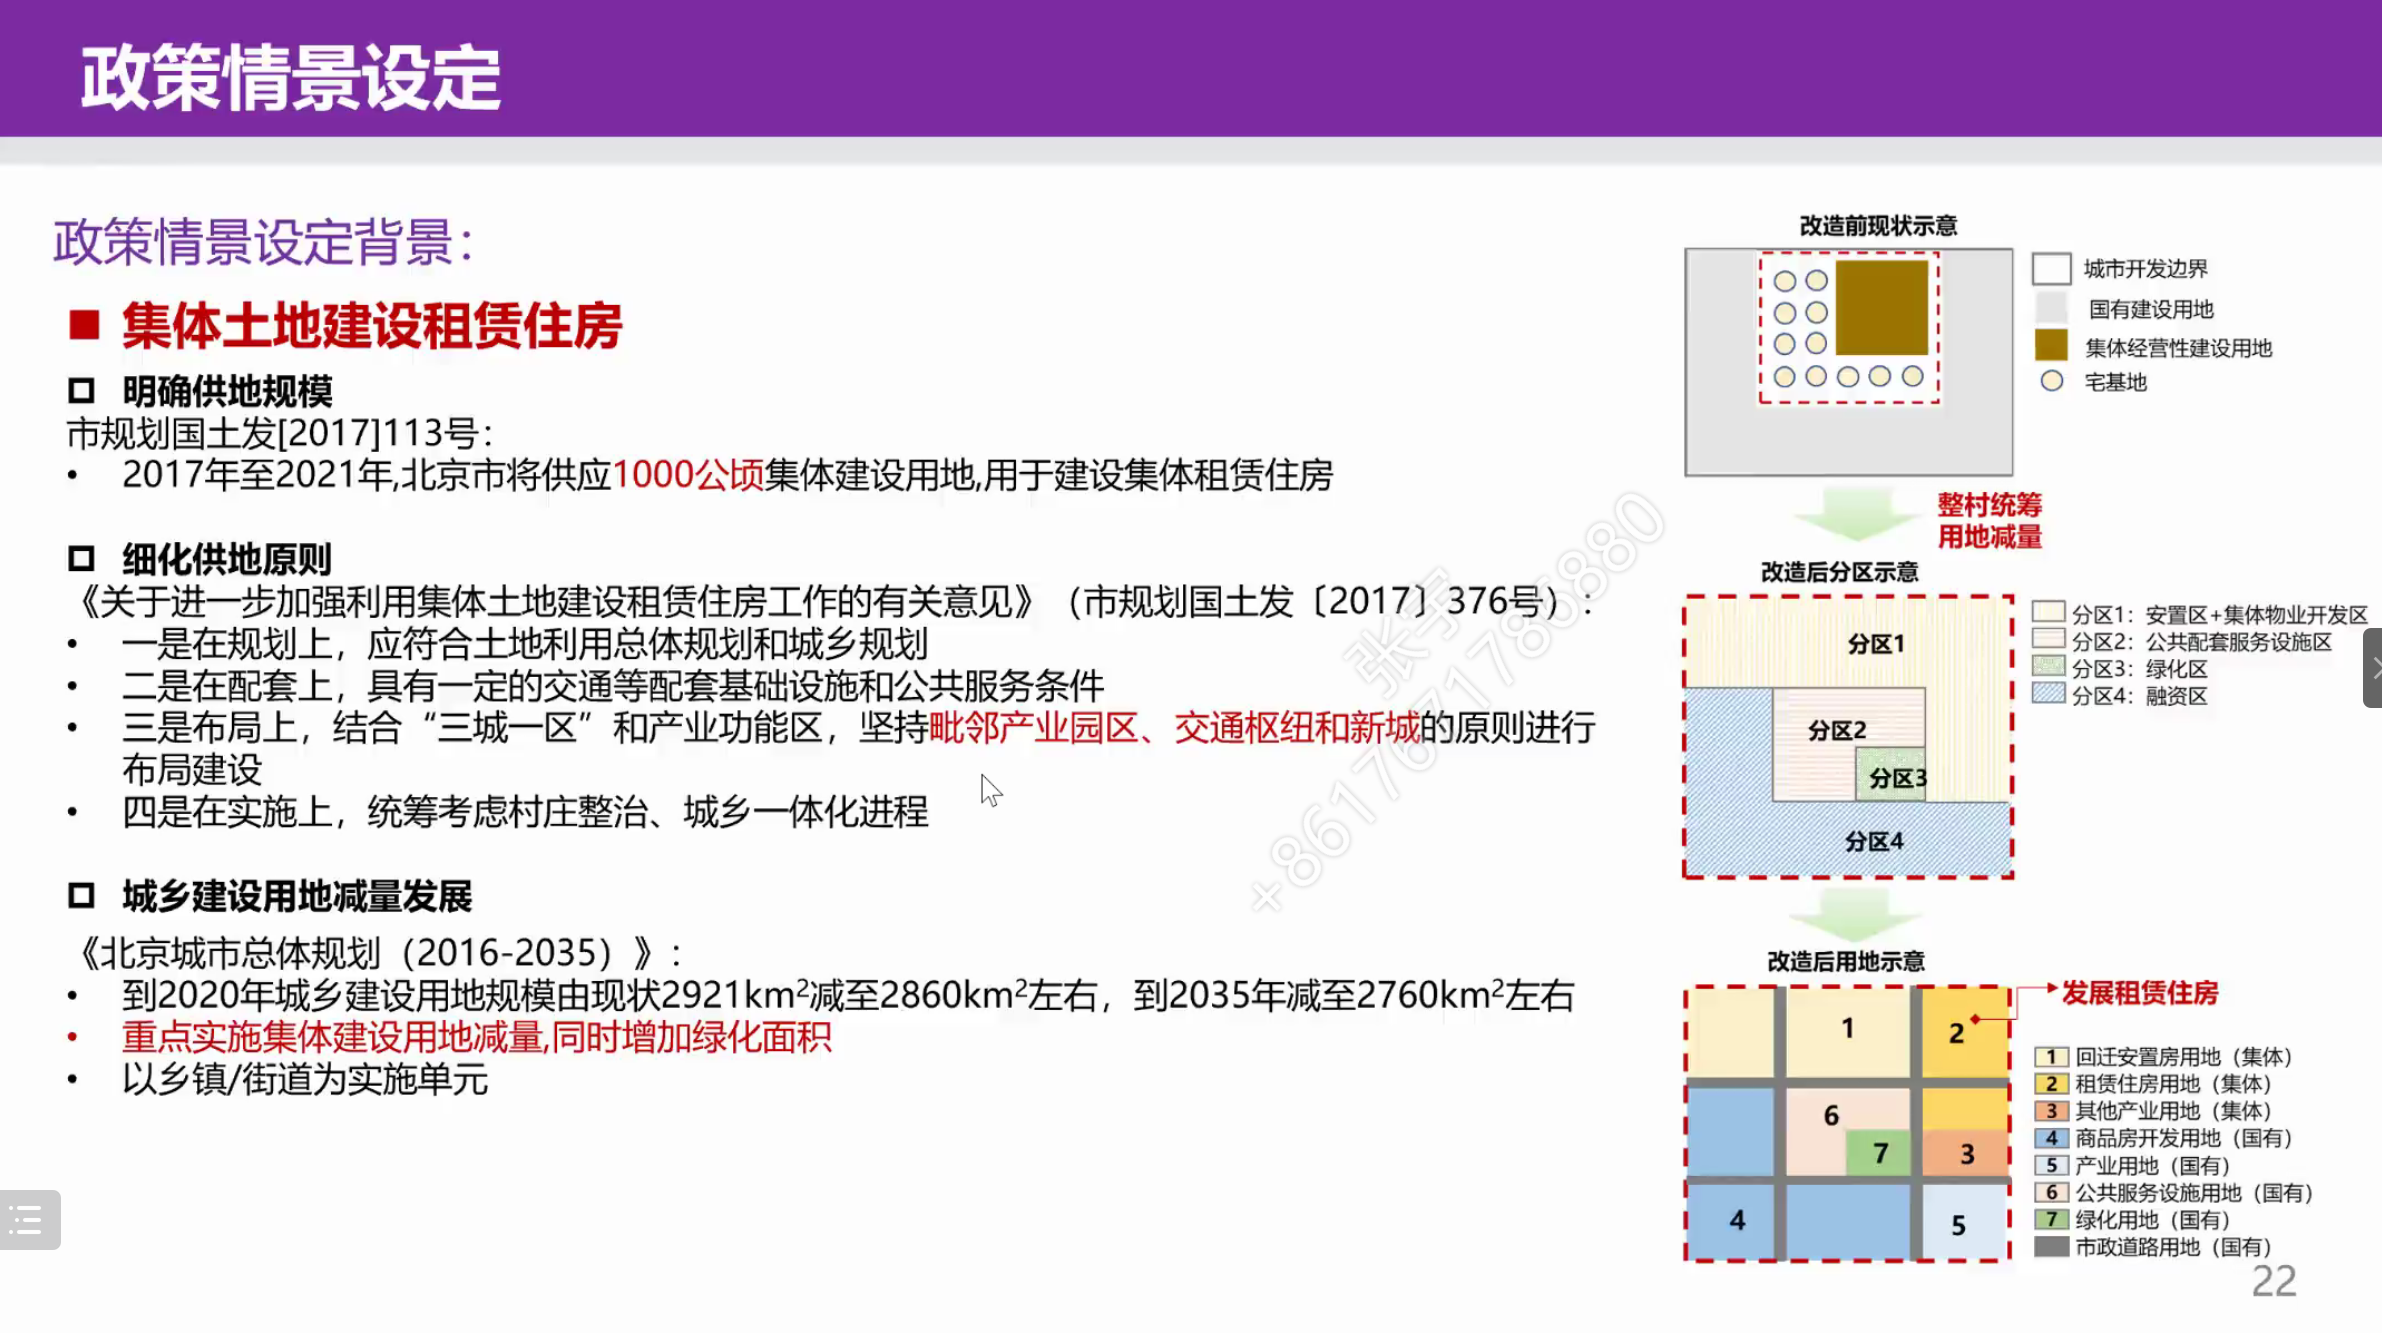 政策情景设定
政策情景设定背景：
集体土地建设租赁住房
明确供地规模
市规划国土发[2017]113号：
• 2017年至2021年,北京市将供应1000公顷集体建设用地,用于建设集体租赁住房
细化供地原则
《关于进一步加强利用集体土地建设租赁住房工作的有关意见》（市规划国土发〔2017〕376号）：
• 一是在规划上，应符合土地利用总体规划和城乡规划
• 二是在配套上，具有一定的交通等配套基础设施和公共服务条件
• 三是布局上，结合“三城一区”和产业功能区，坚持毗邻产业园区、交通枢纽和新城的原则进行
布局建设
• 四是在实施上，统筹考虑村庄整治、城乡一体化进程
城乡建设用地减量发展
《北京城市总体规划（2016-2035）》：
• 到2020年城乡建设用地规模由现状2921km²减至2860km²左右，到2035年减至2760km²左右
• 重点实施集体建设用地减量,同时增加绿化面积
• 以乡镇/街道为实施单元
改造前现状示意
城市开发边界
国有建设用地
集体经营性建设用地
宅基地
整村统筹
用地减量
改造后分区示意
分区1
分区2
分区3
分区4
分区1：安置区+集体物业开发区
分区2：公共配套服务设施区
分区3：绿化区
分区4：融资区
改造后用地示意
发展租赁住房
1
2
6
7
3
4
5
1 回迁安置房用地（集体）
2 租赁住房用地（集体）
3 其他产业用地（集体）
4 商品房开发用地（国有）
5 产业用地（国有）
6 公共服务设施用地（国有）
7 绿化用地（国有）
市政道路用地（国有）
22
张宇
+8617671786880